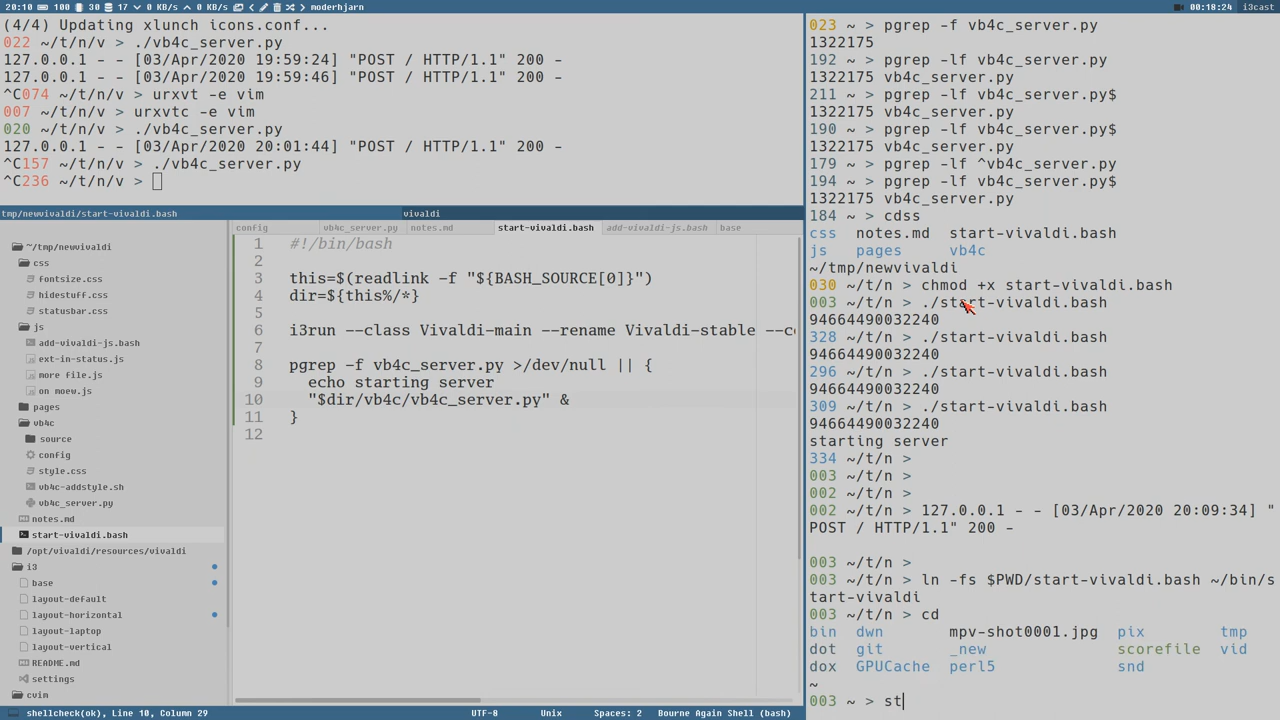 20:10 100 30 17 0 KB/s 0 KB/s moderhjarn 00:18:24 i3cast
(4/4) Updating xlunch icons.conf...
022 ~/t/n/v > ./vb4c_server.py
127.0.0.1 - - [03/Apr/2020 19:59:24] "POST / HTTP/1.1" 200 -
127.0.0.1 - - [03/Apr/2020 19:59:46] "POST / HTTP/1.1" 200 -
^C074 ~/t/n/v > urxvt -e vim
007 ~/t/n/v > urxvtc -e vim
020 ~/t/n/v > ./vb4c_server.py
127.0.0.1 - - [03/Apr/2020 20:01:44] "POST / HTTP/1.1" 200 -
^C157 ~/t/n/v > ./vb4c_server.py
^C236 ~/t/n/v >
tmp/newvivaldi/start-vivaldi.bash vivaldi
~/tmp/newvivaldi
css
fontsize.css
hidestuff.css
statusbar.css
js
add-vivaldi-js.bash
ext-in-status.js
more file.js
on moew.js
pages
vb4c
source
config
style.css
vb4c-addstyle.sh
vb4c_server.py
notes.md
start-vivaldi.bash
/opt/vivaldi/resources/vivaldi
i3
base
layout-default
layout-horizontal
layout-laptop
layout-vertical
README.md
settings
cvim
config vb4c_server.py notes.md start-vivaldi.bash add-vivaldi-js.bash base
1 #!/bin/bash
2
3 this=$(readlink -f "${BASH_SOURCE[0]}")
4 dir=${this%/*}
5
6 i3run --class Vivaldi-main --rename Vivaldi-stable --co
7
8 pgrep -f vb4c_server.py >/dev/null || {
9 echo starting server
10 "$dir/vb4c/vb4c_server.py" &
11 }
12
shellcheck(ok), Line 10, Column 29 UTF-8 Unix Spaces: 2 Bourne Again Shell (bash)
023 ~ > pgrep -f vb4c_server.py
1322175
192 ~ > pgrep -lf vb4c_server.py
1322175 vb4c_server.py
211 ~ > pgrep -lf vb4c_server.py$
1322175 vb4c_server.py
190 ~ > pgrep -lf vb4c_server.py$
1322175 vb4c_server.py
179 ~ > pgrep -lf ^vb4c_server.py
194 ~ > pgrep -lf vb4c_server.py$
1322175 vb4c_server.py
184 ~ > cdss
css notes.md start-vivaldi.bash
js pages vb4c
~/tmp/newvivaldi
030 ~/t/n > chmod +x start-vivaldi.bash
003 ~/t/n > ./start-vivaldi.bash
94664490032240
328 ~/t/n > ./start-vivaldi.bash
94664490032240
296 ~/t/n > ./start-vivaldi.bash
94664490032240
309 ~/t/n > ./start-vivaldi.bash
94664490032240
starting server
334 ~/t/n >
003 ~/t/n >
002 ~/t/n >
002 ~/t/n > 127.0.0.1 - - [03/Apr/2020 20:09:34] "
POST / HTTP/1.1" 200 -
003 ~/t/n >
003 ~/t/n > ln -fs $PWD/start-vivaldi.bash ~/bin/s
tart-vivaldi
003 ~/t/n > cd
bin dwn mpv-shot0001.jpg pix tmp
dot git _new scorefile vid
dox GPUCache perl5 snd
~
003 ~ > st